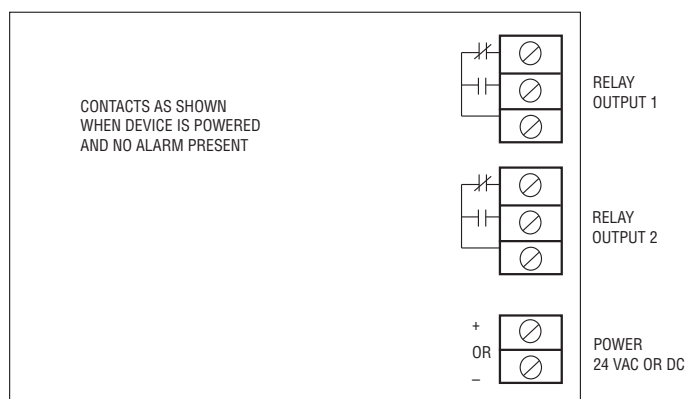 CONTACTS AS SHOWN
WHEN DEVICE IS POWERED
AND NO ALARM PRESENT
RELAY
OUTPUT 1
RELAY
OUTPUT 2
+
OR
–
POWER
24 VAC OR DC